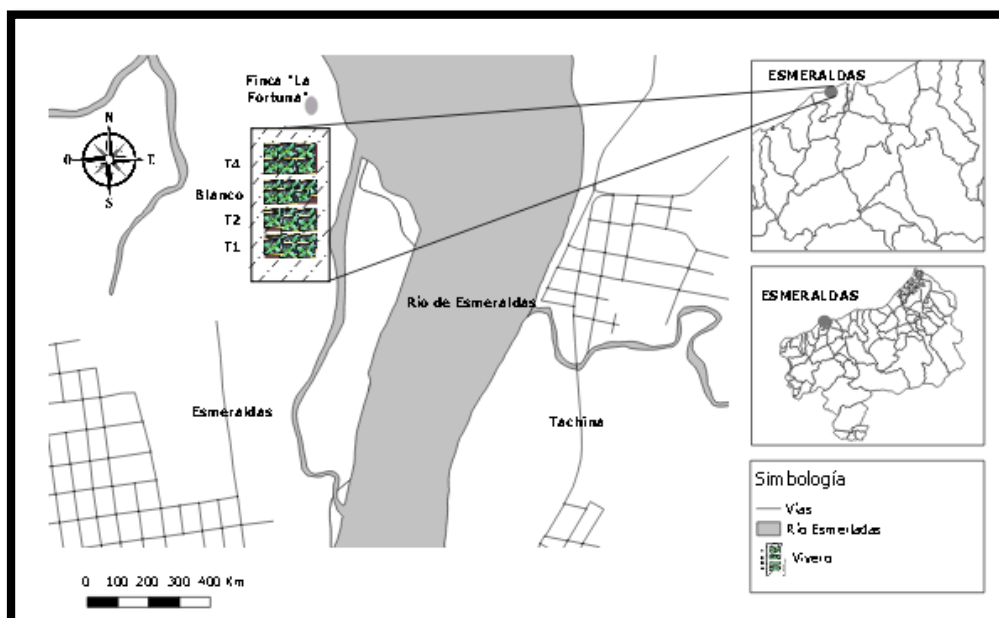 Finca "La
Fortuna"
N
O
E
S
T4
Blanco
T2
T1
Río de Esmeraldas
Esmeraldas
Tachina
0 100 200 300 400 Km
ESMERALDAS
ESMERALDAS
Simbología
Vías
Río Esmerladas
Vivero